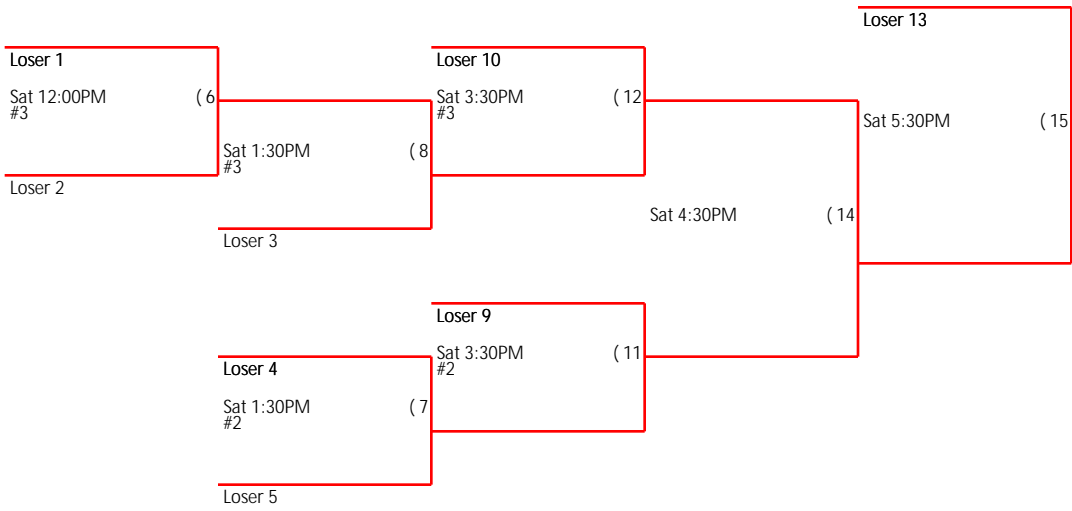 Loser 13
Loser 1
Loser 10
Sat 12:00PM ( 6
#3
Sat 3:30PM ( 12
#3
Sat 5:30PM ( 15
Sat 1:30PM ( 8
#3
Loser 2
Sat 4:30PM ( 14
Loser 3
Loser 9
Sat 3:30PM ( 11
#2
Loser 4
Sat 1:30PM ( 7
#2
Loser 5